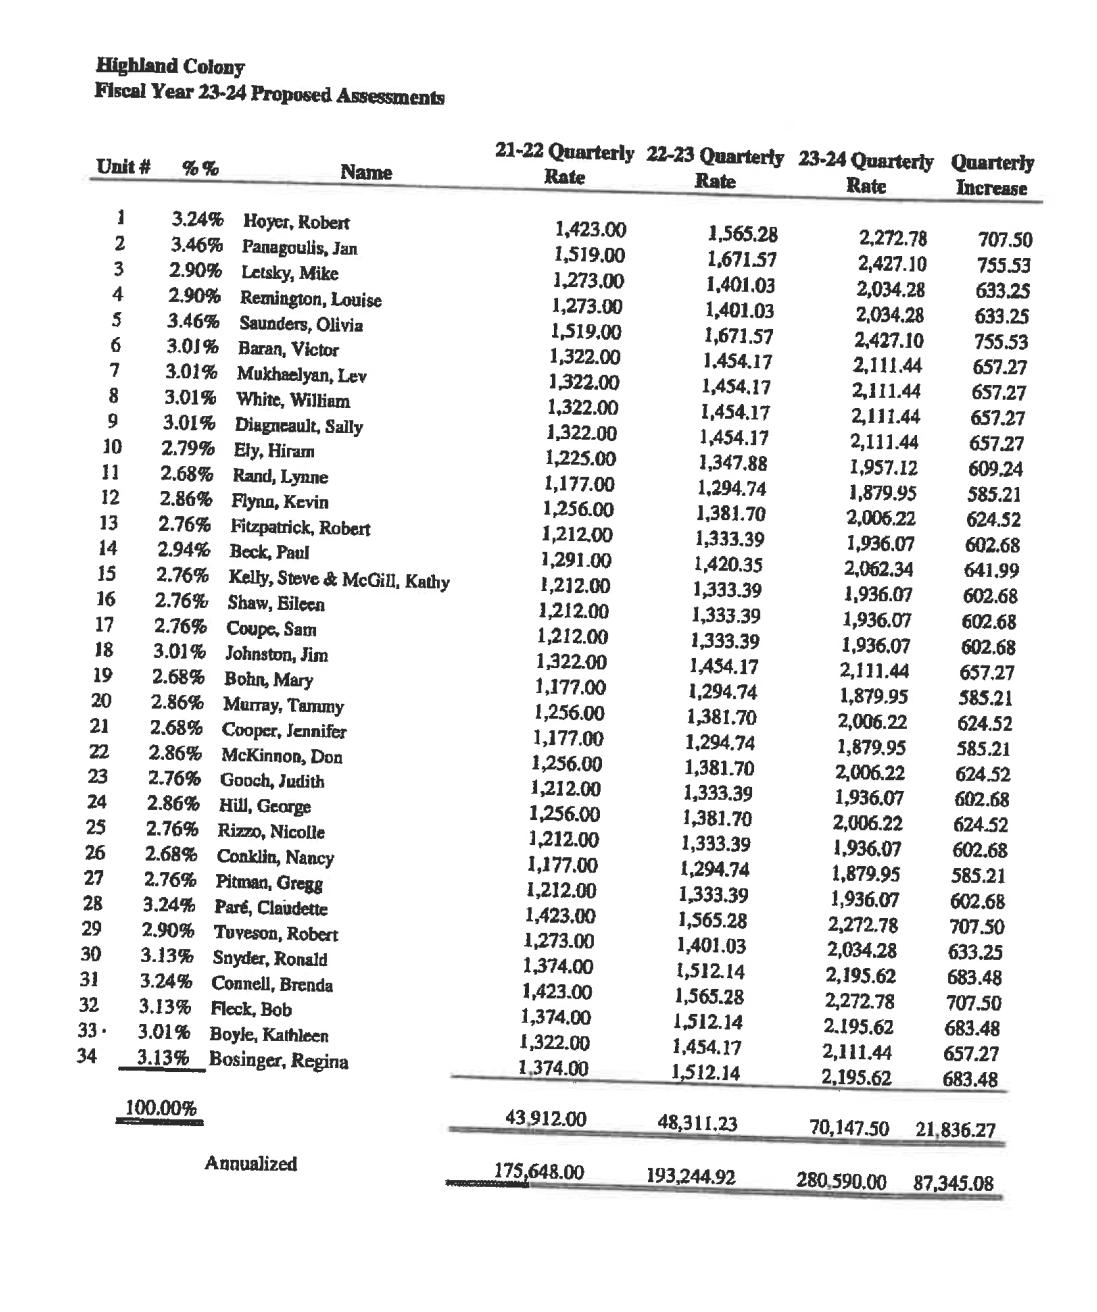 Highland Colony
Fiscal Year 23-24 Proposed Assessments
21-22 Quarterly 22-23 Quarterly 23-24 Quarterly Quarterly
Unit # % % Name Rate Rate Rate Increase
1 3.24% Hoyer, Robert 1,423.00 1,565.28 2,272.78 707.50
2 3.46% Panagoulis, Jan 1,519.00 1,671.57 2,427.10 755.53
3 2.90% Letsky, Mike 1,273.00 1,401.03 2,034.28 633.25
4 2.90% Remington, Louise 1,273.00 1,401.03 2,034.28 633.25
5 3.46% Saunders, Olivia 1,519.00 1,671.57 2,427.10 755.53
6 3.01% Baran, Victor 1,322.00 1,454.17 2,111.44 657.27
7 3.01% Mukhaelyan, Lev 1,322.00 1,454.17 2,111.44 657.27
8 3.01% White, William 1,322.00 1,454.17 2,111.44 657.27
9 3.01% Diagneault, Sally 1,322.00 1,454.17 2,111.44 657.27
10 2.79% Ely, Hiram 1,225.00 1,347.88 1,957.12 609.24
11 2.68% Rand, Lynne 1,177.00 1,294.74 1,879.95 585.21
12 2.86% Flynn, Kevin 1,256.00 1,381.70 2,006.22 624.52
13 2.76% Fitzpatrick, Robert 1,212.00 1,333.39 1,936.07 602.68
14 2.94% Beck, Paul 1,291.00 1,420.35 2,062.34 641.99
15 2.76% Kelly, Steve & McGill, Kathy 1,212.00 1,333.39 1,936.07 602.68
16 2.76% Shaw, Eileen 1,212.00 1,333.39 1,936.07 602.68
17 2.76% Coupe, Sam 1,212.00 1,333.39 1,936.07 602.68
18 3.01% Johnston, Jim 1,322.00 1,454.17 2,111.44 657.27
19 2.68% Bohn, Mary 1,177.00 1,294.74 1,879.95 585.21
20 2.86% Murray, Tammy 1,256.00 1,381.70 2,006.22 624.52
21 2.68% Cooper, Jennifer 1,177.00 1,294.74 1,879.95 585.21
22 2.86% McKinnon, Don 1,256.00 1,381.70 2,006.22 624.52
23 2.76% Gooch, Judith 1,212.00 1,333.39 1,936.07 602.68
24 2.86% Hill, George 1,256.00 1,381.70 2,006.22 624.52
25 2.76% Rizzo, Nicolle 1,212.00 1,333.39 1,936.07 602.68
26 2.68% Conklin, Nancy 1,177.00 1,294.74 1,879.95 585.21
27 2.76% Pitman, Gregg 1,212.00 1,333.39 1,936.07 602.68
28 3.24% Paré, Claudette 1,423.00 1,565.28 2,272.78 707.50
29 2.90% Tuveson, Robert 1,273.00 1,401.03 2,034.28 633.25
30 3.13% Snyder, Ronald 1,374.00 1,512.14 2,195.62 683.48
31 3.24% Connell, Brenda 1,423.00 1,565.28 2,272.78 707.50
32 3.13% Fleck, Bob 1,374.00 1,512.14 2,195.62 683.48
33 3.01% Boyle, Kathleen 1,322.00 1,454.17 2,111.44 657.27
34 3.13% Bosinger, Regina 1,374.00 1,512.14 2,195.62 683.48
100.00% 43,912.00 48,311.23 70,147.50 21,836.27
Annualized 175,648.00 193,244.92 280,590.00 87,345.08